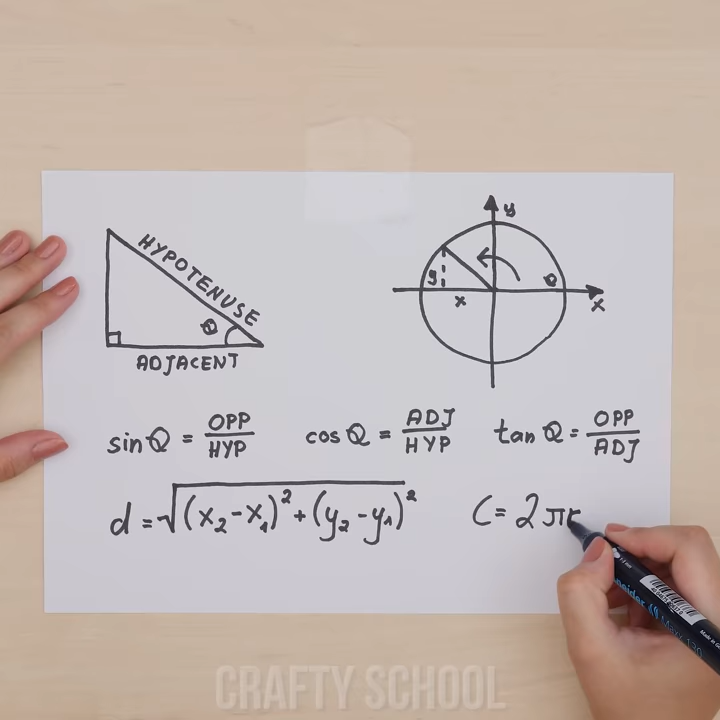 HYPOTENUSE
Θ
ADJACENT
y
y
x
Θ
x
sin Θ = OPP/HYP
cos Θ = ADJ/HYP
tan Θ = OPP/ADJ
d = √(x₂ - x₁)² + (y₂ - y₁)²
C = 2πr
CRAFTY SCHOOL